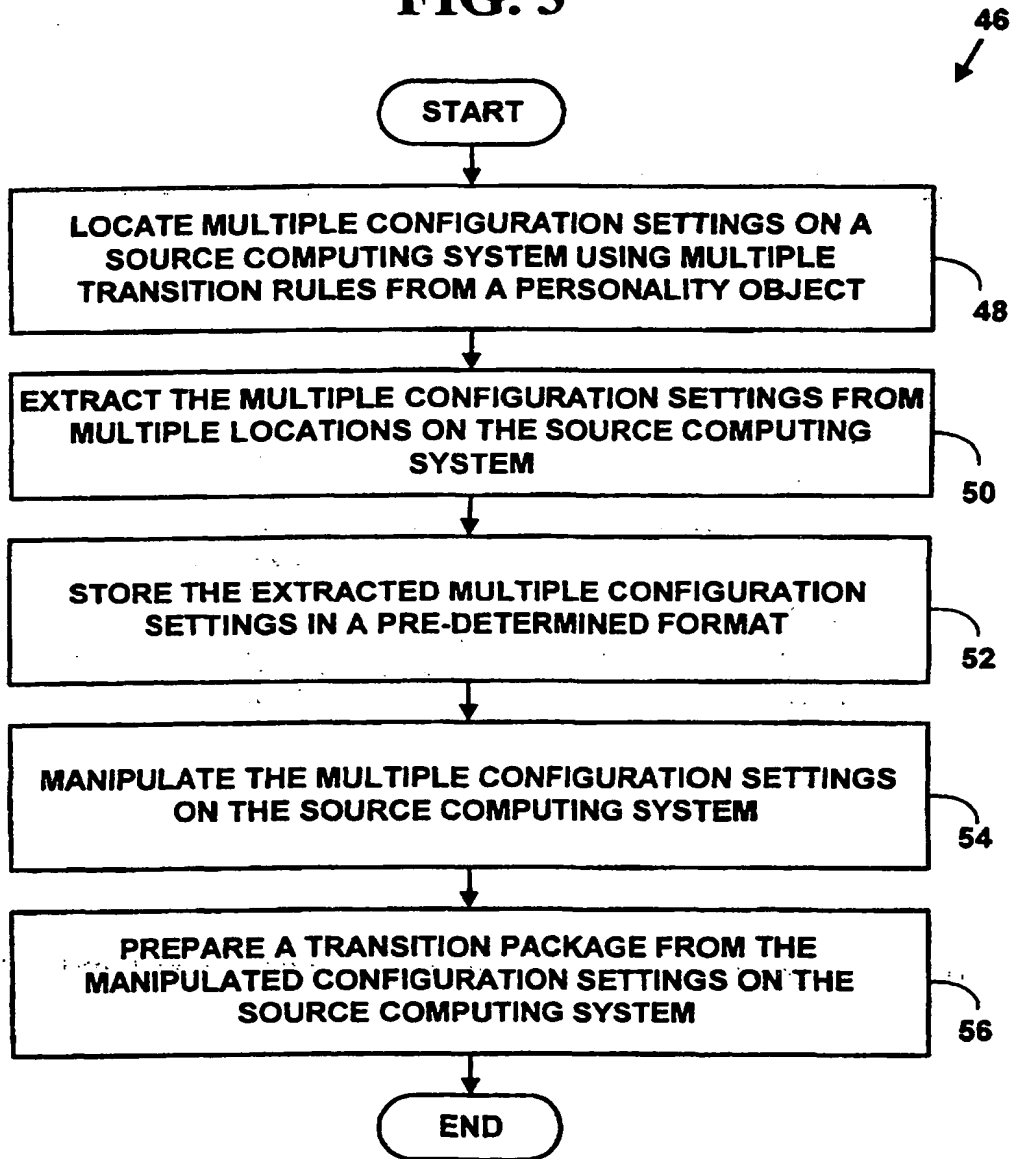 FIG. 3
46
START
LOCATE MULTIPLE CONFIGURATION SETTINGS ON A
SOURCE COMPUTING SYSTEM USING MULTIPLE
TRANSITION RULES FROM A PERSONALITY OBJECT
48
EXTRACT THE MULTIPLE CONFIGURATION SETTINGS FROM
MULTIPLE LOCATIONS ON THE SOURCE COMPUTING
SYSTEM
50
STORE THE EXTRACTED MULTIPLE CONFIGURATION
SETTINGS IN A PRE-DETERMINED FORMAT
52
MANIPULATE THE MULTIPLE CONFIGURATION SETTINGS
ON THE SOURCE COMPUTING SYSTEM
54
PREPARE A TRANSITION PACKAGE FROM THE
MANIPULATED CONFIGURATION SETTINGS ON THE
SOURCE COMPUTING SYSTEM
56
END